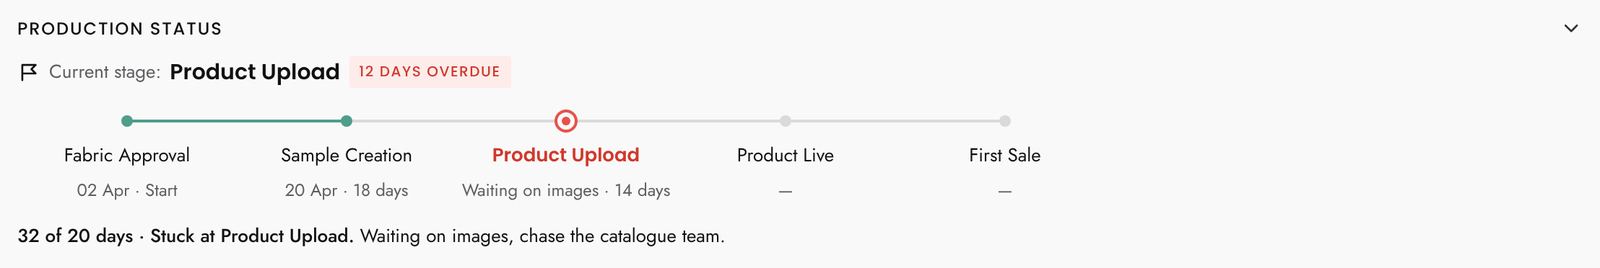 PRODUCTION STATUS
Current stage: Product Upload 12 DAYS OVERDUE
Fabric Approval Sample Creation Product Upload Product Live First Sale
02 Apr · Start 20 Apr · 18 days Waiting on images · 14 days — —
32 of 20 days · Stuck at Product Upload. Waiting on images, chase the catalogue team.